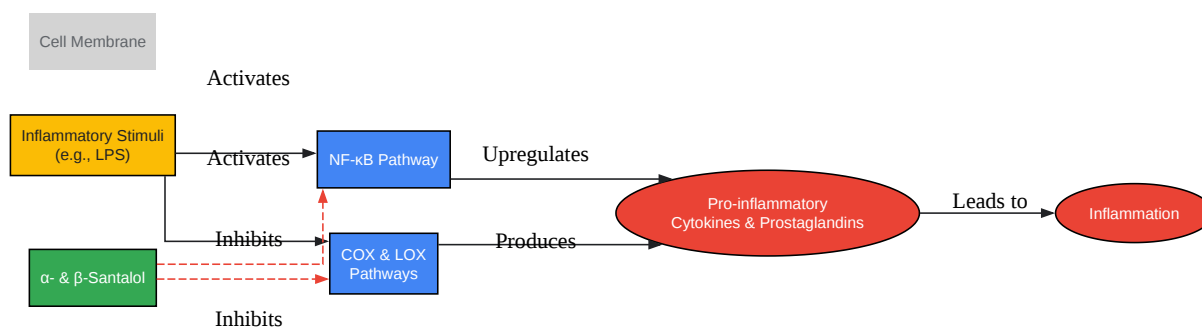 Cell Membrane
Activates
Inflammatory Stimuli
(e.g., LPS)
Activates
NF-κB Pathway
Upregulates
Pro-inflammatory
Cytokines & Prostaglandins
Leads to
Inflammation
Inhibits
Produces
COX & LOX
Pathways
α- & β-Santalol
Inhibits